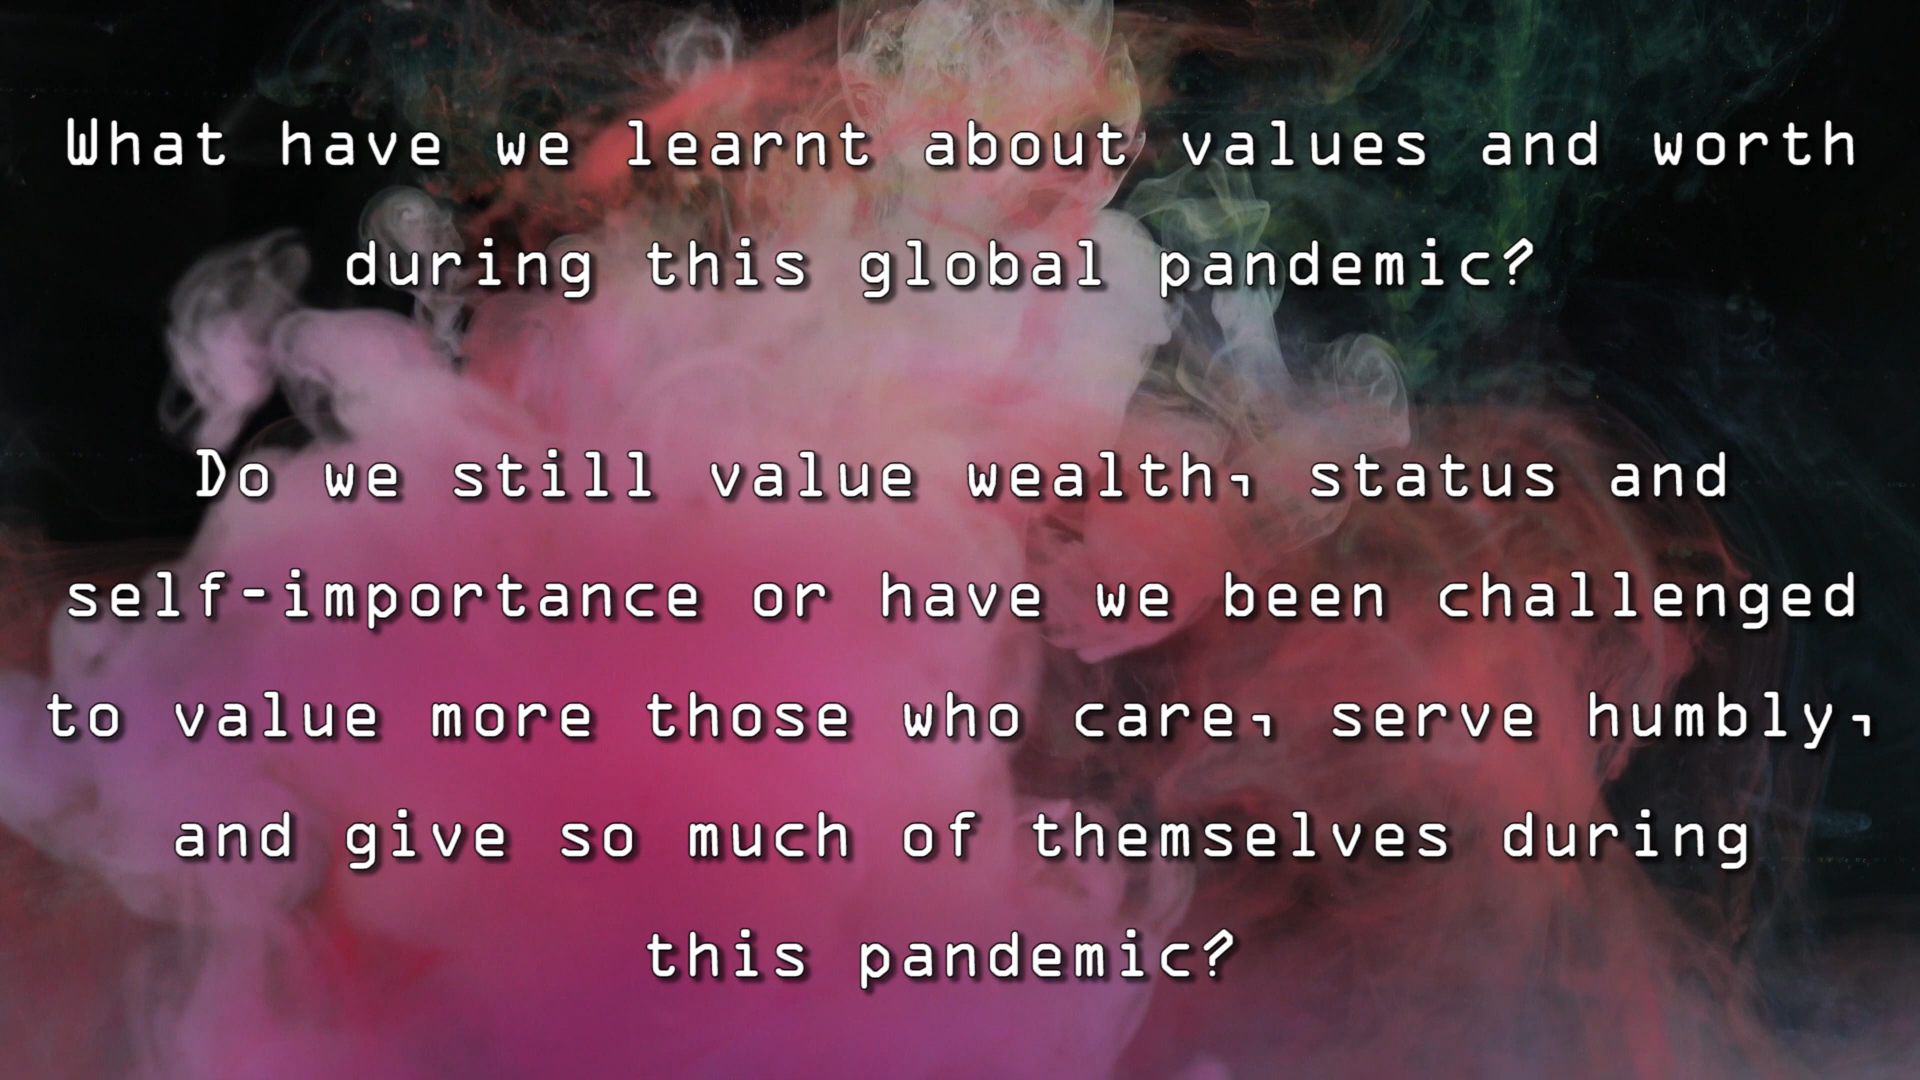 What have we learnt about values and worth
during this global pandemic?
Do we still value wealth, status and
self-importance or have we been challenged
to value more those who care, serve humbly,
and give so much of themselves during
this pandemic?